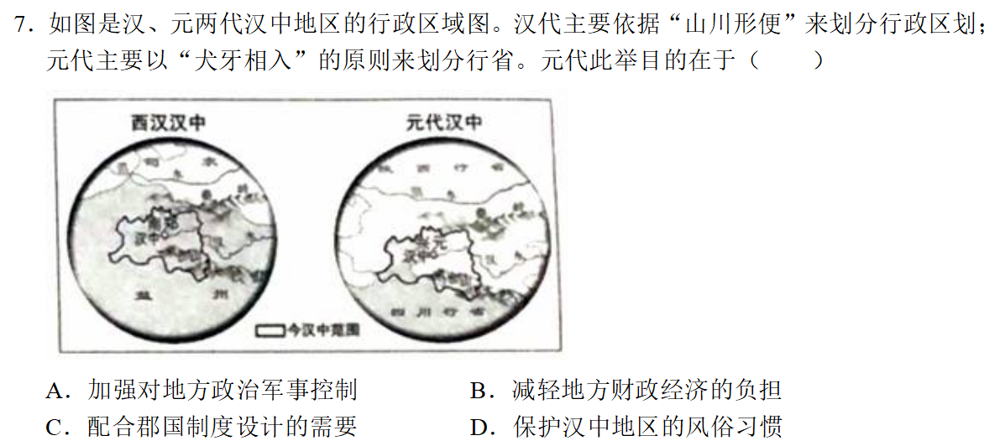 7．如图是汉、元两代汉中地区的行政区域图。汉代主要依据“山川形便”来划分行政区划；
元代主要以“犬牙相入”的原则来划分行省。元代此举目的在于（　　）
西汉汉中
元代汉中
汉中
益 州
陕 西 行 省
兴元
汉中
四 川 行 省
今汉中范围
A．加强对地方政治军事控制
B．减轻地方财政经济的负担
C．配合郡国制度设计的需要
D．保护汉中地区的风俗习惯